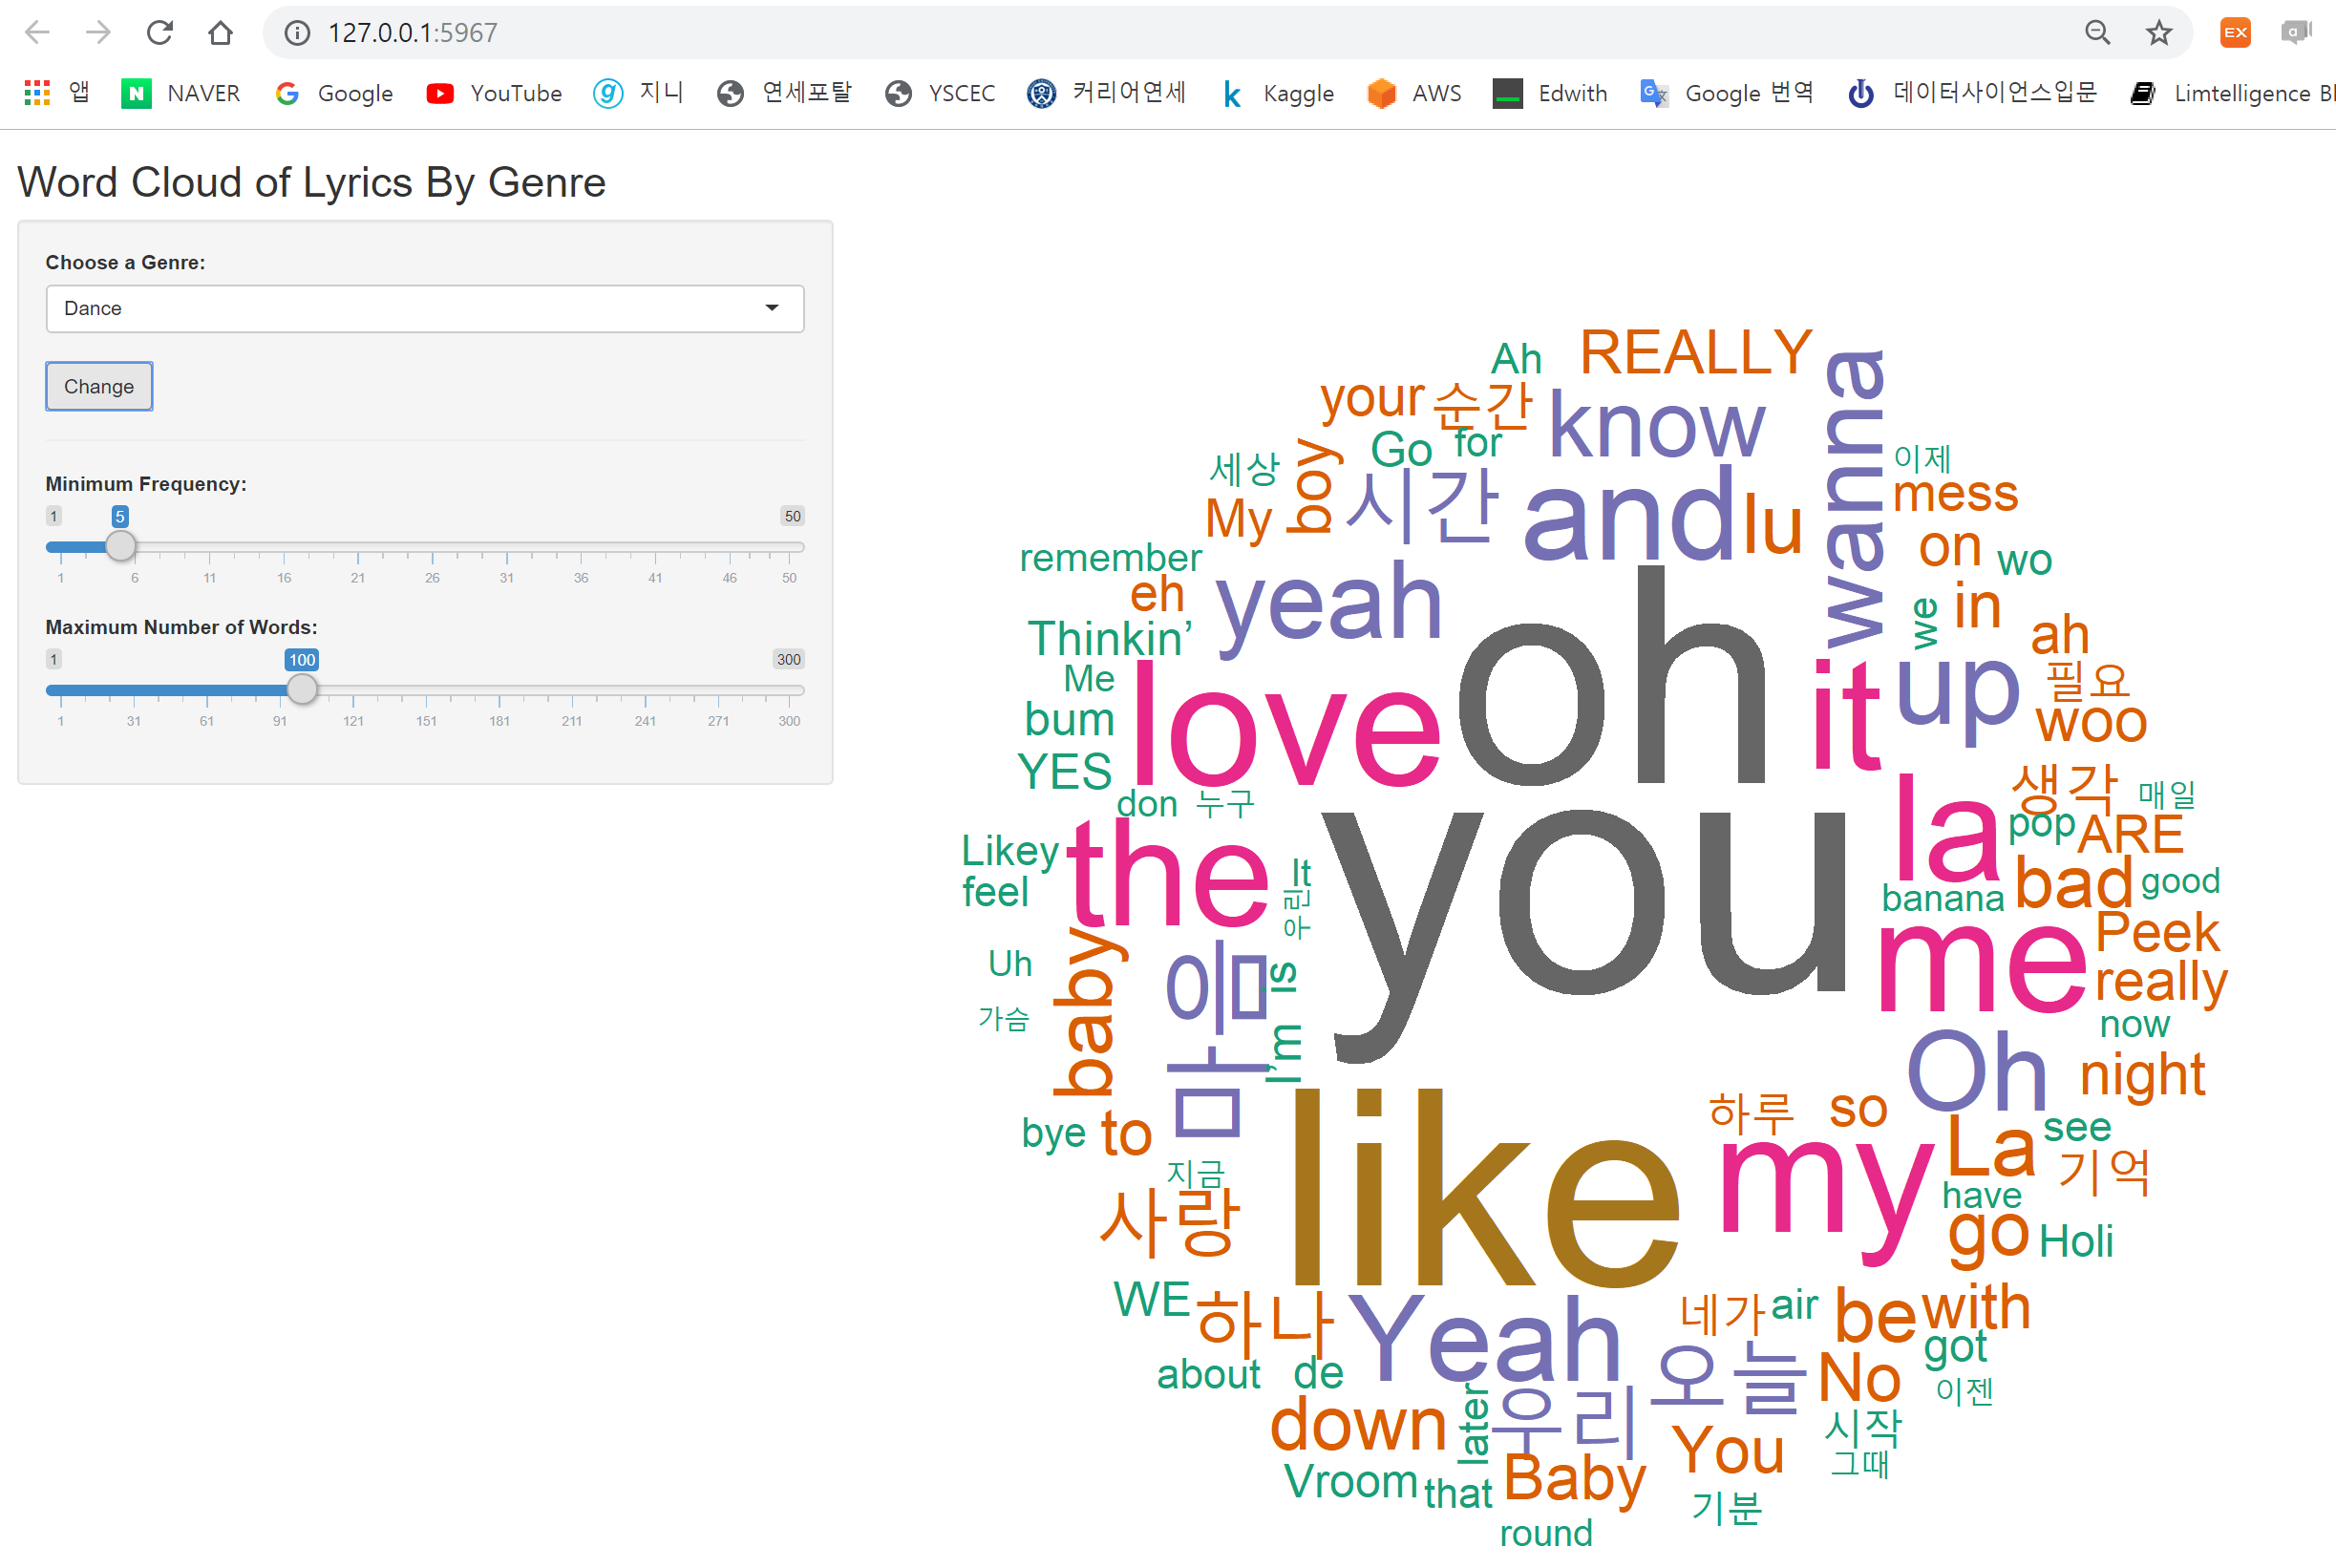 127.0.0.1:5967
앱 NAVER Google YouTube 지니 연세포탈 YSCEC 커리어연세 Kaggle AWS Edwith Google 번역 데이터사이언스입문 Limtelligence Bl
Word Cloud of Lyrics By Genre
Choose a Genre:
Dance
Change
Minimum Frequency:
1 5 50
1 6 11 16 21 26 31 36 41 46 50
Maximum Number of Words:
1 100 300
1 31 61 91 121 151 181 211 241 271 300
Ah REALLY
your 순간 know wanna
Go for
세상 boy 시간 and lu 이제
My mess
remember on wo
eh yeah we in
Thinkin’ oh ah
Me love it up 필요
bum woo
YES 생각 매일
don 누구 la pop ARE
Likey the It you bad good
feel 우린 banana
baby 마음 Is me Peek
Uh really
가슴 I’m now
Oh night
bye to like 하루 so La see
지금 my 기억
사랑 have
go Holi
WE 하나 Yeah 네가 air be with
about de 오늘 No got
down later 우리 이젠
You 시작
Vroom that Baby 그때
기분
round